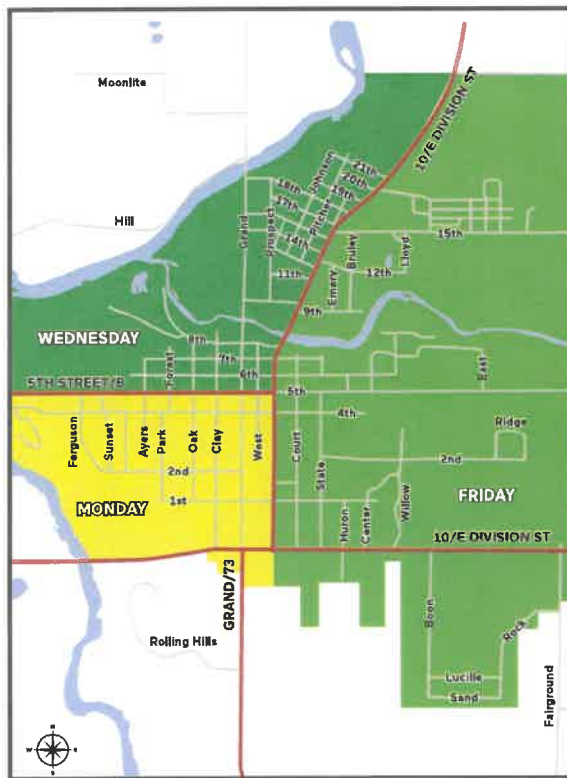 Moonlite
10/E DIVISION ST
21th
Johnson
20th
18th
19th
17th
Pitcher
Hill
Grand
Prospect
14th
15th
Bruley
Lloyd
11th
12th
Emery
9th
WEDNESDAY
8th
7th
Forest
6th
East
5TH STREET/B
5th
4th
Ferguson
Sunset
Ayers
Park
Oak
Clay
West
Court
State
Ridge
2nd
2nd
Willow
FRIDAY
MONDAY
1st
Huron
Center
10/E DIVISION ST
GRAND/73
Boon
Rock
Rolling Hills
Lucille
Sand
Fairground
N
W
E
S